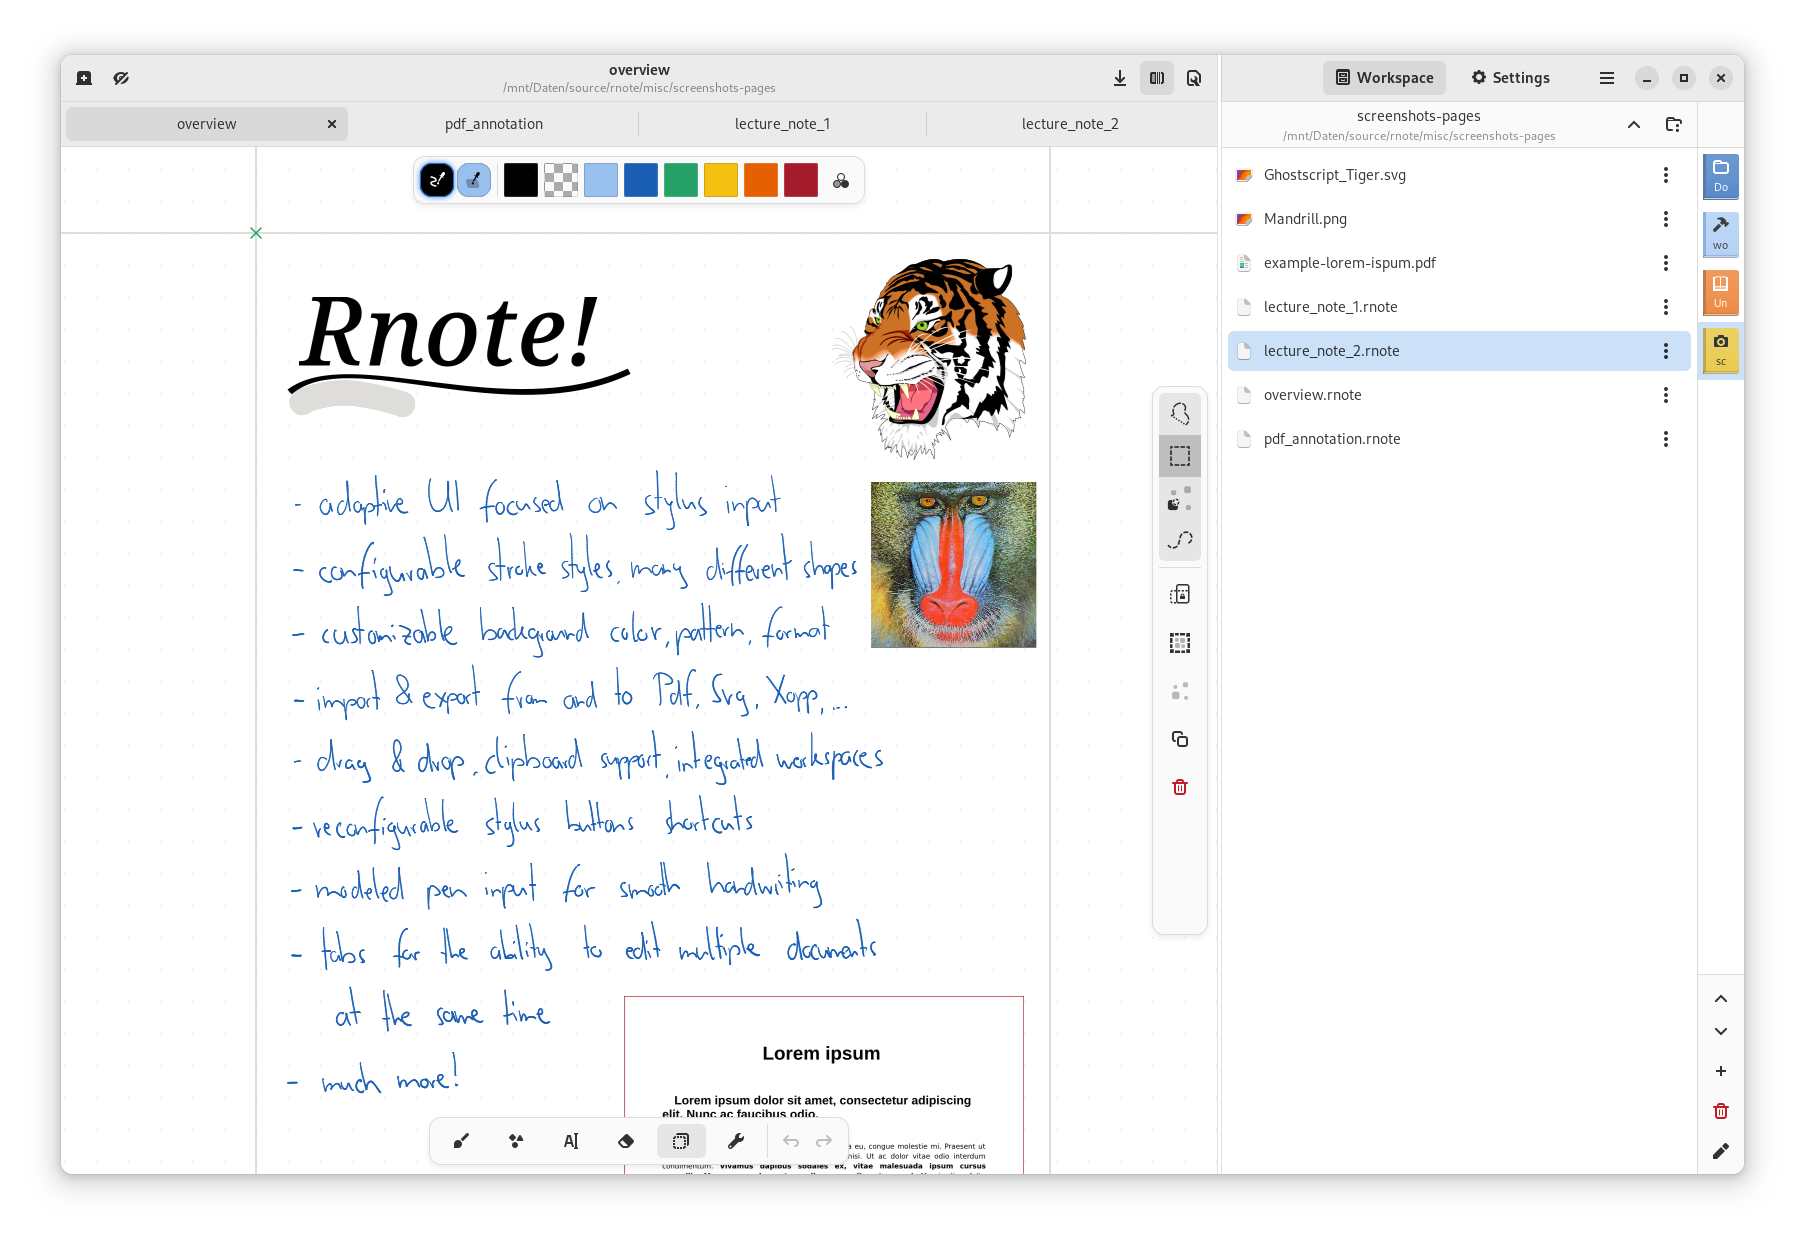 overview
/mnt/Daten/source/rnote/misc/screenshots-pages
Workspace
Settings
overview
pdf_annotation
lecture_note_1
lecture_note_2
screenshots-pages
/mnt/Daten/source/rnote/misc/screenshots-pages
Rnote!
- adaptive UI focused on stylus input
- configurable stroke styles, many different shapes
- customizable background color, pattern, format
- import & export from and to Pdf, Svg, Xopp, ...
- drag & drop, clipboard support, integrated workspaces
- reconfigurable stylus buttons shortcuts
- modeled pen input for smooth handwriting
- tabs for the ability to edit multiple documents
at the same time
- much more!
Lorem ipsum
Lorem ipsum dolor sit amet, consectetur adipiscing
elit. Nunc ac faucibus odio.
a eu, congue molestie mi. Praesent ut
nisi. Ut ac dolor vitae odio interdum
condimentum. Vivamus dapibus sodales ex, vitae malesuada ipsum cursus
AI
Ghostscript_Tiger.svg
Mandrill.png
example-lorem-ispum.pdf
lecture_note_1.rnote
lecture_note_2.rnote
overview.rnote
pdf_annotation.rnote
Do
wo
Un
sc